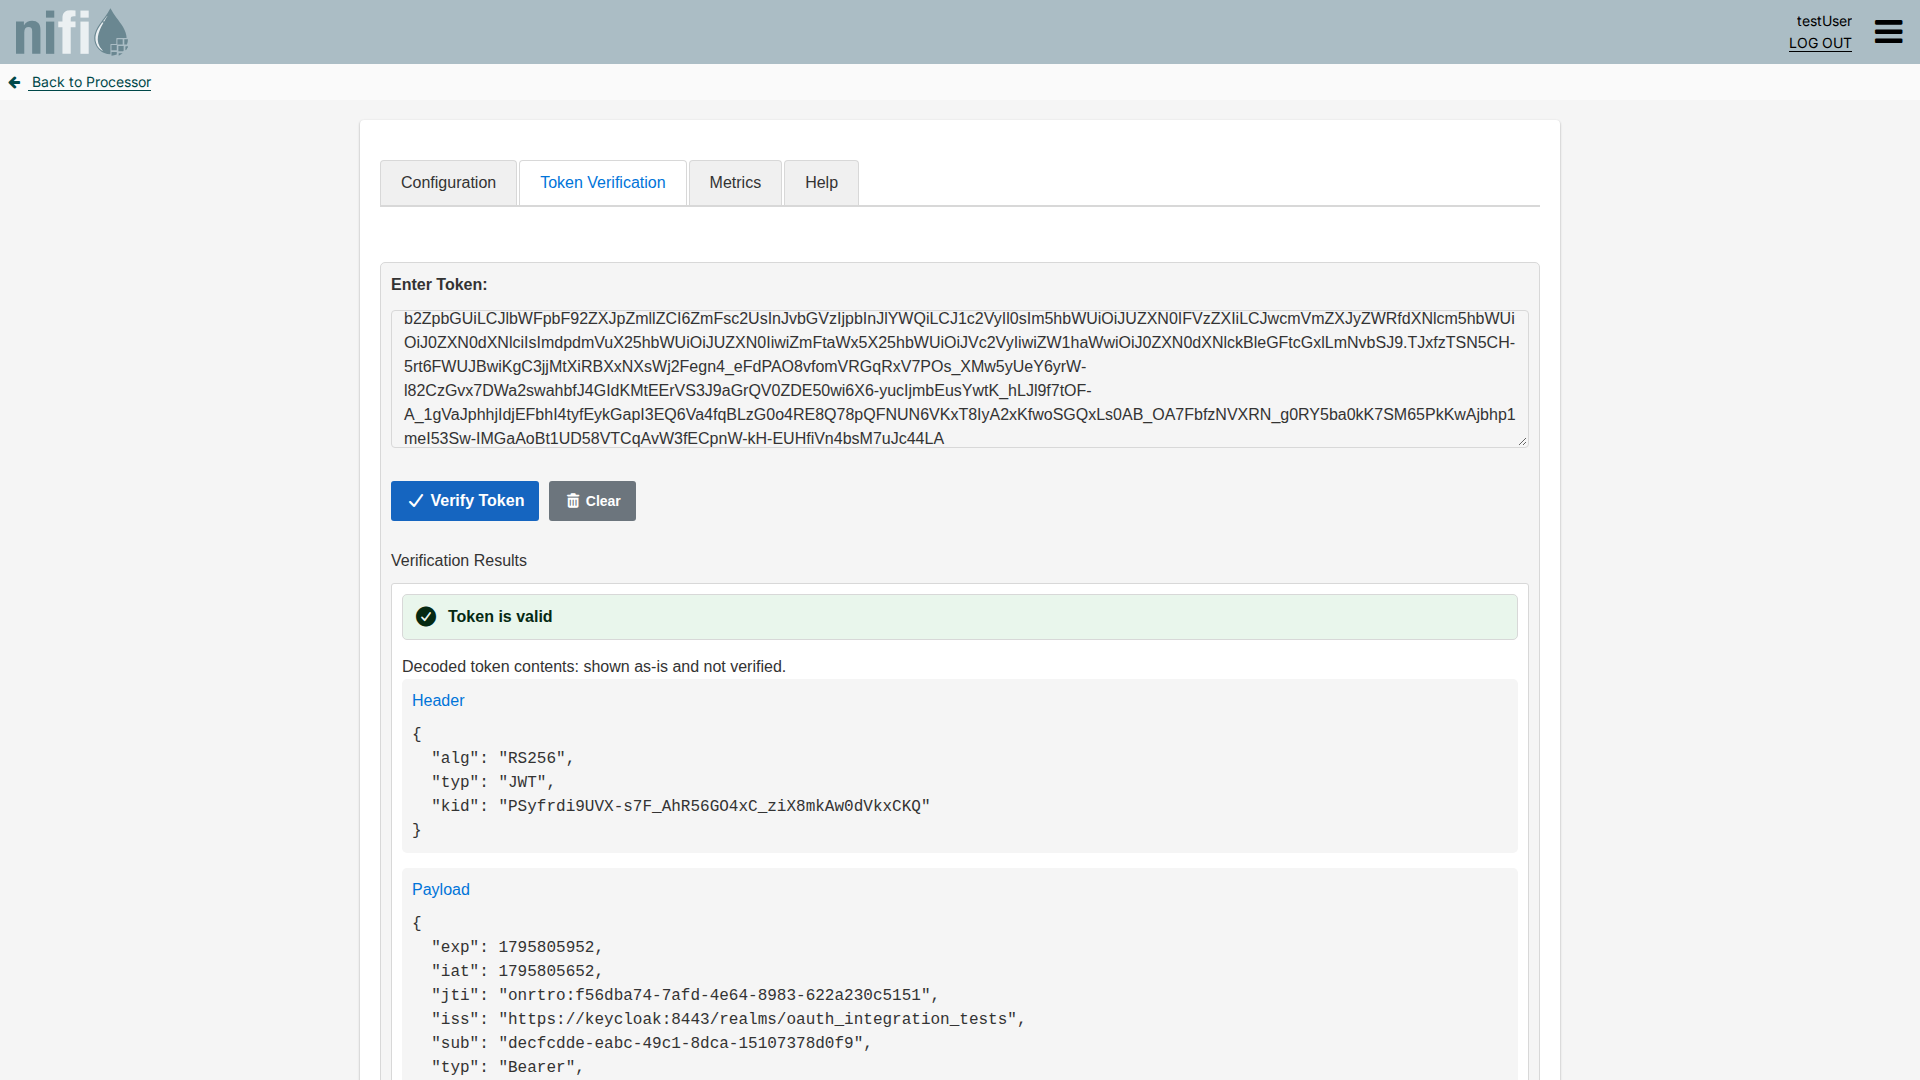 nifi
testUser
LOG OUT
Back to Processor
Configuration
Token Verification
Metrics
Help
Enter Token:
b2ZpbGUiLCJlbWFpbF92ZXJpZmllZCI6ZmFsc2UsInJvbGVzIjpbInJlYWQiLCJ1c2VyIl0sIm5hbWUiOiJUZXN0IFVzZXIiLCJwcmVmZXJyZWRfdXNlcm5hbWUi
OiJ0ZXN0dXNlciIsImdpdmVuX25hbWUiOiJUZXN0IiwiZmFtaWx5X25hbWUiOiJVc2VyIiwiZW1haWwiOiJ0ZXN0dXNlckBleGFtcGxlLmNvbSJ9.TJxfzTSN5CH-
5rt6FWUJBwiKgC3jjMtXiRBXxNXsWj2Fegn4_eFdPAO8vfomVRGqRxV7POs_XMw5yUeY6yrW-
l82CzGvx7DWa2swahbfJ4GIdKMtEErVS3J9aGrQV0ZDE50wi6X6-yucIjmbEusYwtK_hLJl9f7tOF-
A_1gVaJphhjIdjEFbhI4tyfEykGapI3EQ6Va4fqBLzG0o4RE8Q78pQFNUN6VKxT8IyA2xKfwoSGQxLs0AB_OA7FbfzNVXRN_g0RY5ba0kK7SM65PkKwAjbhp1
meI53Sw-IMGaAoBt1UD58VTCqAvW3fECpnW-kH-EUHfiVn4bsM7uJc44LA
Verify Token
Clear
Verification Results
Token is valid
Decoded token contents: shown as-is and not verified.
Header
{
"alg": "RS256",
"typ": "JWT",
"kid": "PSyfrdi9UVX-s7F_AhR56GO4xC_ziX8mkAw0dVkxCKQ"
}
Payload
{
"exp": 1795805952,
"iat": 1795805652,
"jti": "onrtro:f56dba74-7afd-4e64-8983-622a230c5151",
"iss": "https://keycloak:8443/realms/oauth_integration_tests",
"sub": "decfcdde-eabc-49c1-8dca-15107378d0f9",
"typ": "Bearer",